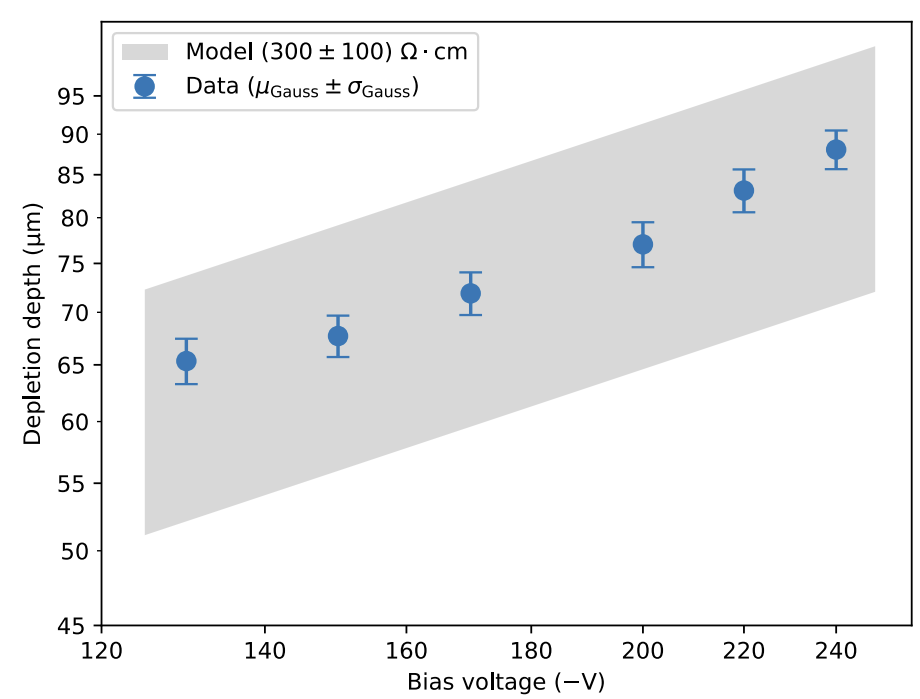 Model (300 ± 100) Ω · cm
Data (μGauss ± σGauss)
95
90
85
80
75
70
65
60
55
50
45
120 140 160 180 200 220 240
Depletion depth (μm)
Bias voltage (−V)